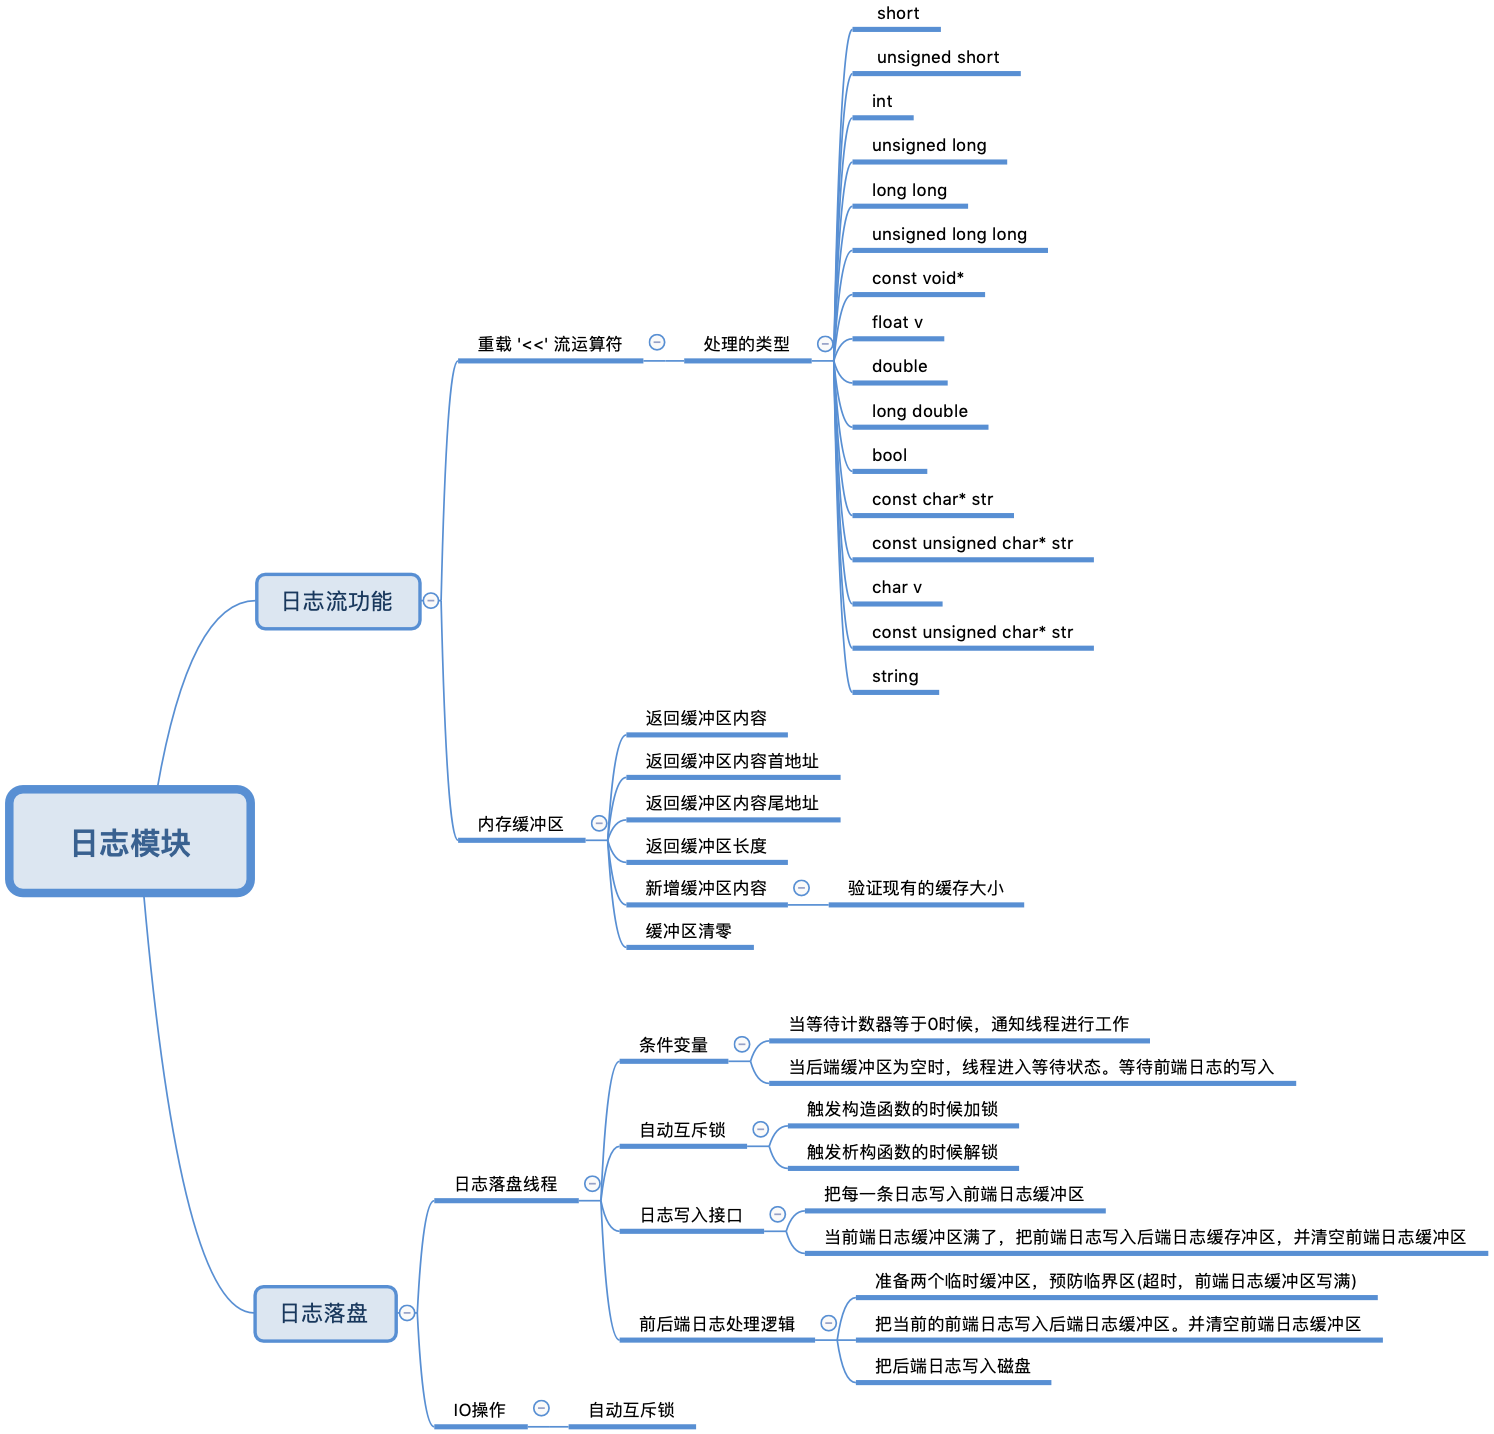 日志模块
日志流功能
重载 '<<' 流运算符
处理的类型
short
unsigned short
int
unsigned long
long long
unsigned long long
const void*
float v
double
long double
bool
const char* str
const unsigned char* str
char v
const unsigned char* str
string
内存缓冲区
返回缓冲区内容
返回缓冲区内容首地址
返回缓冲区内容尾地址
返回缓冲区长度
新增缓冲区内容
验证现有的缓存大小
缓冲区清零
日志落盘
日志落盘线程
条件变量
当等待计数器等于0时候，通知线程进行工作
当后端缓冲区为空时，线程进入等待状态。等待前端日志的写入
自动互斥锁
触发构造函数的时候加锁
触发析构函数的时候解锁
日志写入接口
把每一条日志写入前端日志缓冲区
当前端日志缓冲区满了，把前端日志写入后端日志缓存冲区，并清空前端日志缓冲区
前后端日志处理逻辑
准备两个临时缓冲区，预防临界区(超时，前端日志缓冲区写满)
把当前的前端日志写入后端日志缓冲区。并清空前端日志缓冲区
把后端日志写入磁盘
IO操作
自动互斥锁